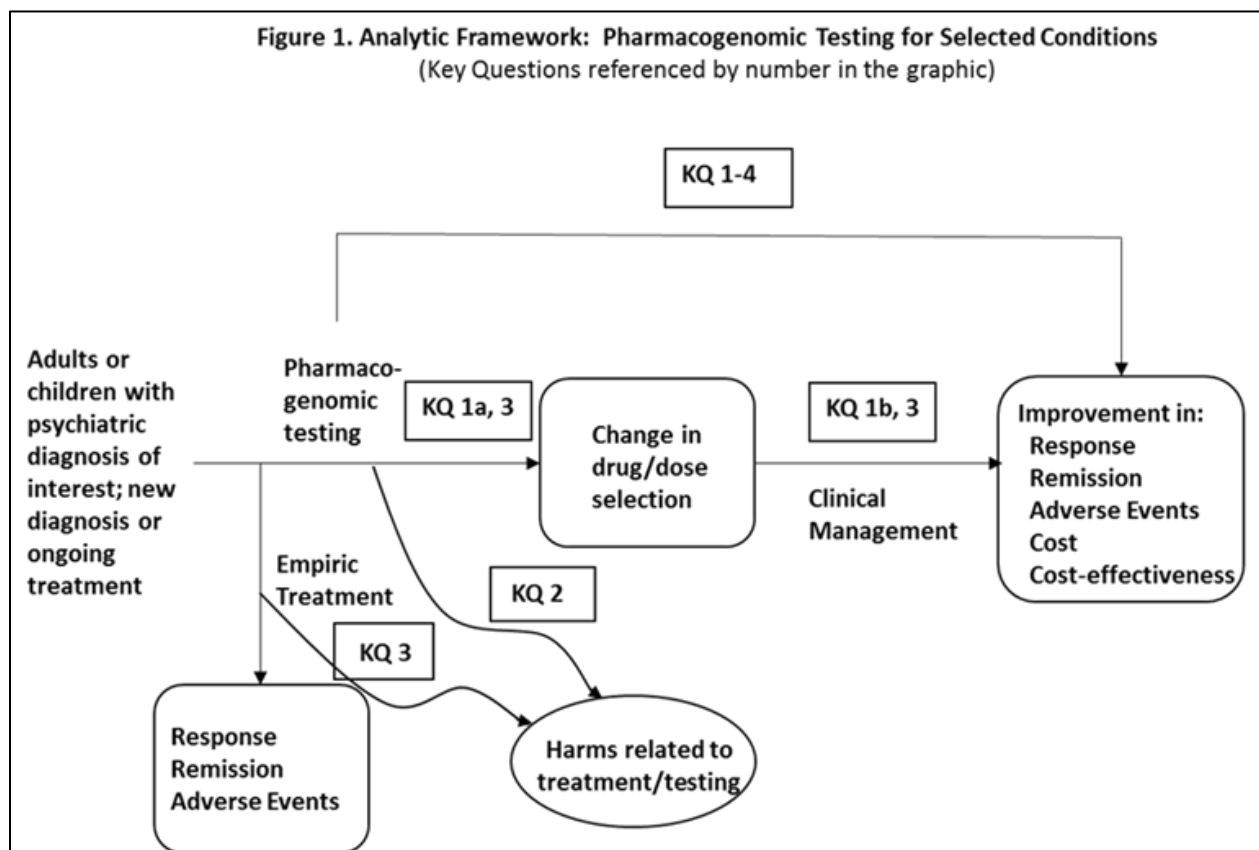 Figure 1. Analytic Framework: Pharmacogenomic Testing for Selected Conditions
(Key Questions referenced by number in the graphic)
KQ 1-4
Adults or
children with
psychiatric
diagnosis of
interest; new
diagnosis or
ongoing
treatment
Pharmaco-
genomic
testing
KQ 1a, 3
Change in
drug/dose
selection
KQ 1b, 3
Clinical
Management
Improvement in:
Response
Remission
Adverse Events
Cost
Cost-effectiveness
Empiric
Treatment
KQ 2
KQ 3
Response
Remission
Adverse Events
Harms related to
treatment/testing